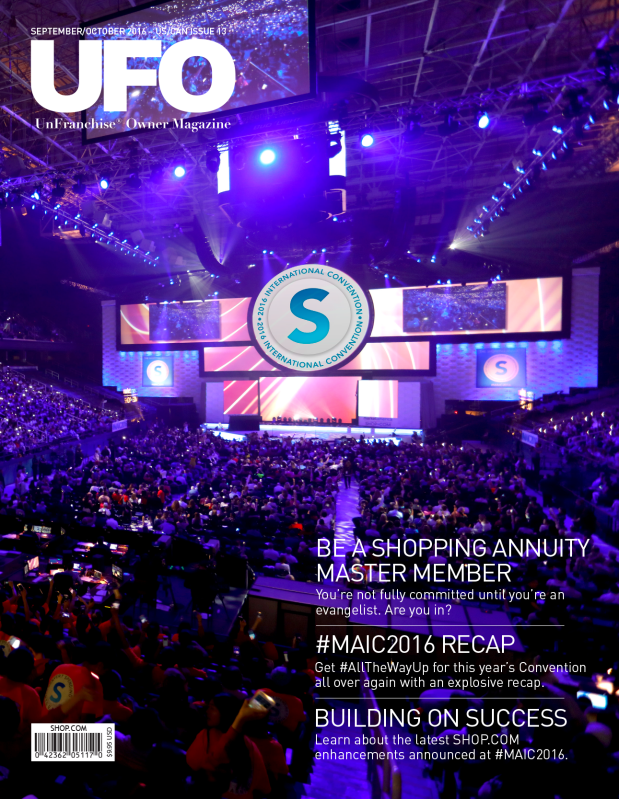 SEPTEMBER/OCTOBER 2016 - US/CAN ISSUE 13
UFO
UnFranchise® Owner Magazine
2016 INTERNATIONAL CONVENTION
S
2016 INTERNATIONAL CONVENTION
S
S
BE A SHOPPING ANNUITY
MASTER MEMBER
You're not fully committed until you're an
evangelist. Are you in?
#MAIC2016 RECAP
Get #AllTheWayUp for this year's Convention
all over again with an explosive recap.
BUILDING ON SUCCESS
Learn about the latest SHOP.COM
enhancements announced at #MAIC2016.
S
SHOP.COM
$9.95 USD
0 42362 05117 0